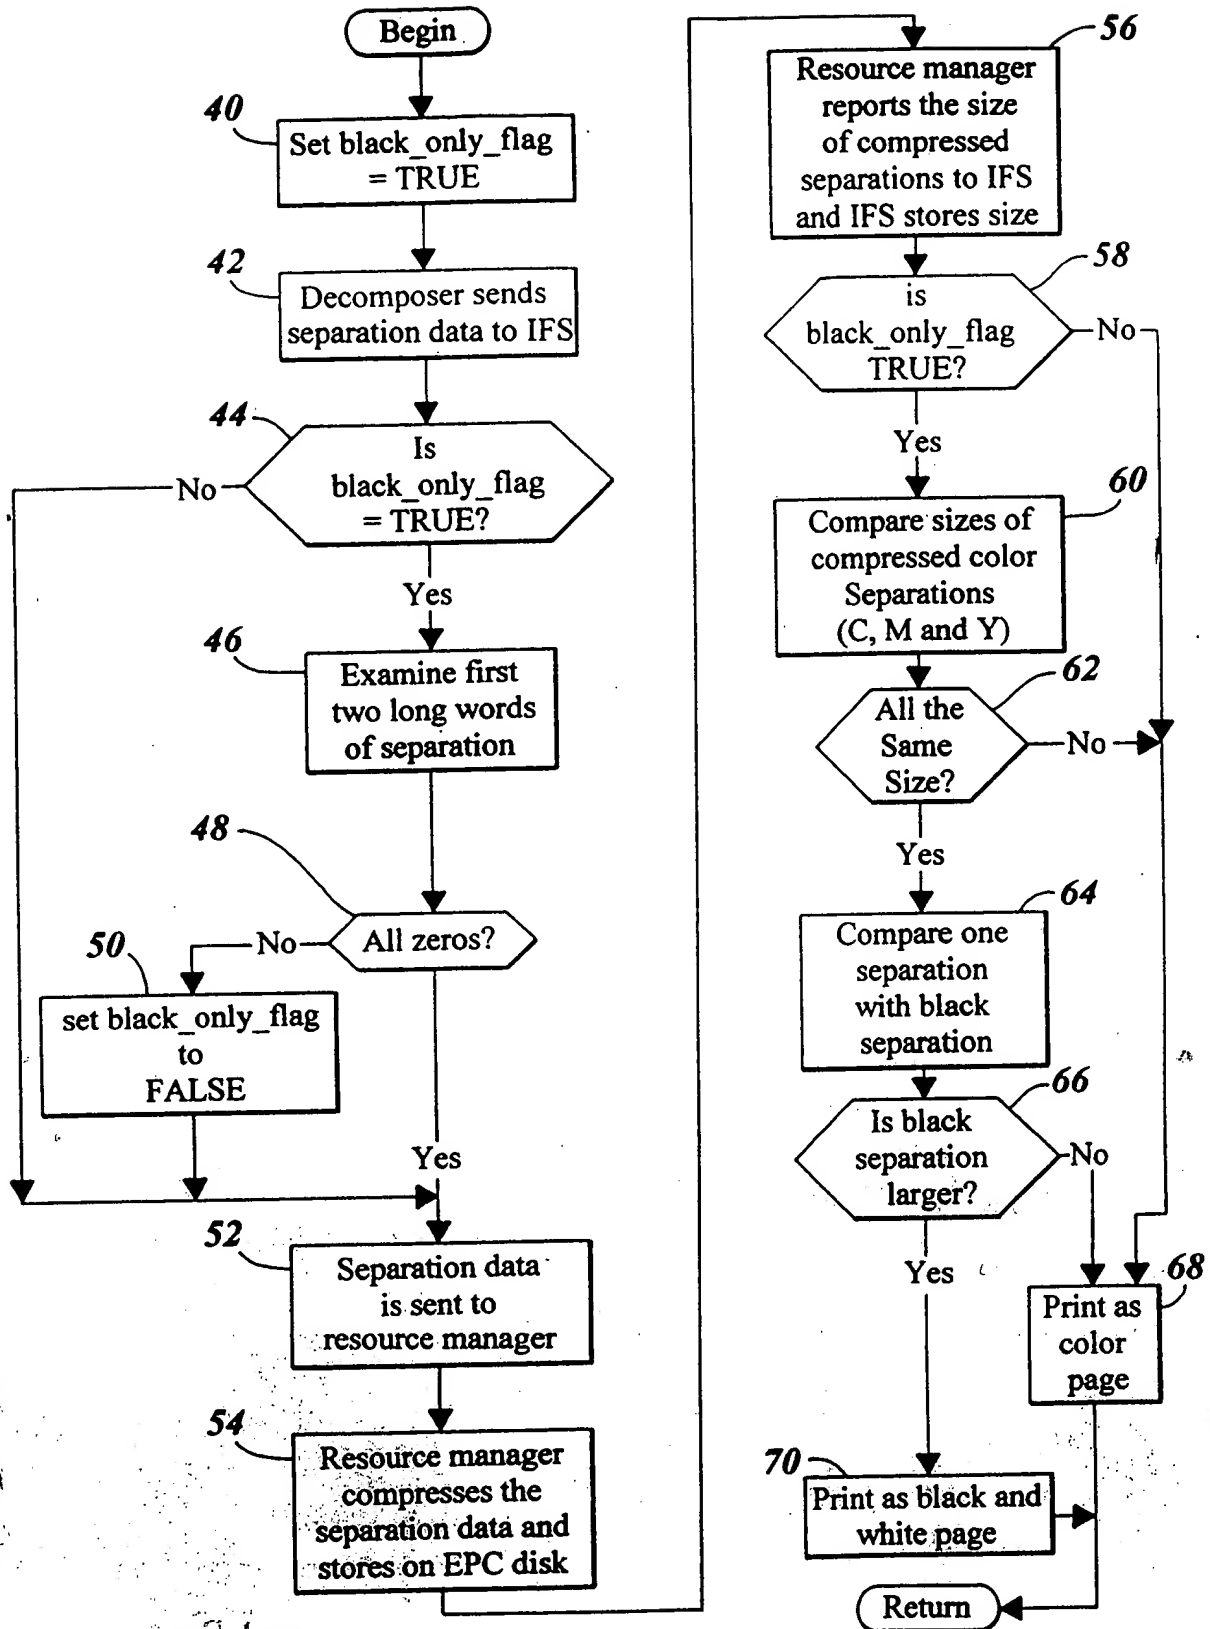 Begin
40
Set black_only_flag
= TRUE
42
Decomposer sends
separation data to IFS
44
Is
black_only_flag
= TRUE?
No
Yes
46
Examine first
two long words
of separation
48
All zeros?
No
50
set black_only_flag
to
FALSE
Yes
52
Separation data
is sent to
resource manager
54
Resource manager
compresses the
separation data and
stores on EPC disk
56
Resource manager
reports the size
of compressed
separations to IFS
and IFS stores size
58
is
black_only_flag
TRUE?
No
Yes
60
Compare sizes of
compressed color
Separations
(C, M and Y)
62
All the
Same
Size?
No
Yes
64
Compare one
separation
with black
separation
66
Is black
separation
larger?
No
Yes
68
Print as
color
page
70
Print as black and
white page
Return